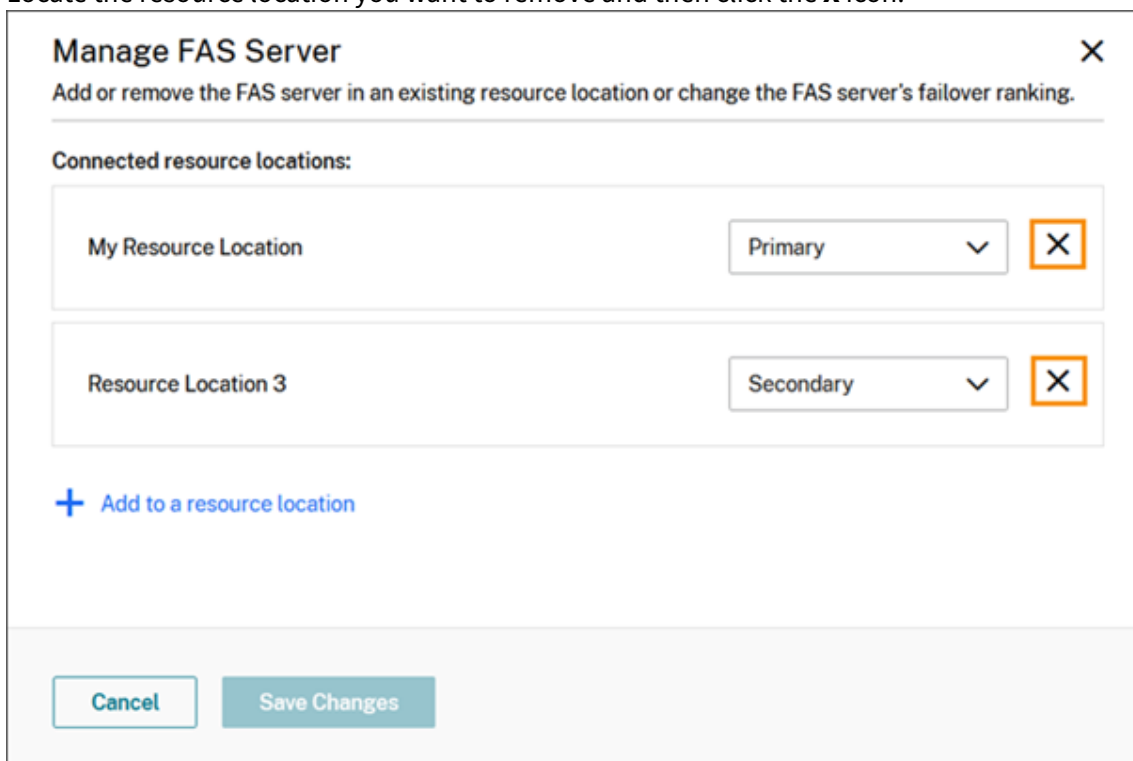 Locate the resource location you want to remove and then click the X icon.
Manage FAS Server
Add or remove the FAS server in an existing resource location or change the FAS server's failover ranking.
Connected resource locations:
My Resource Location Primary
Resource Location 3 Secondary
+ Add to a resource location
Cancel Save Changes